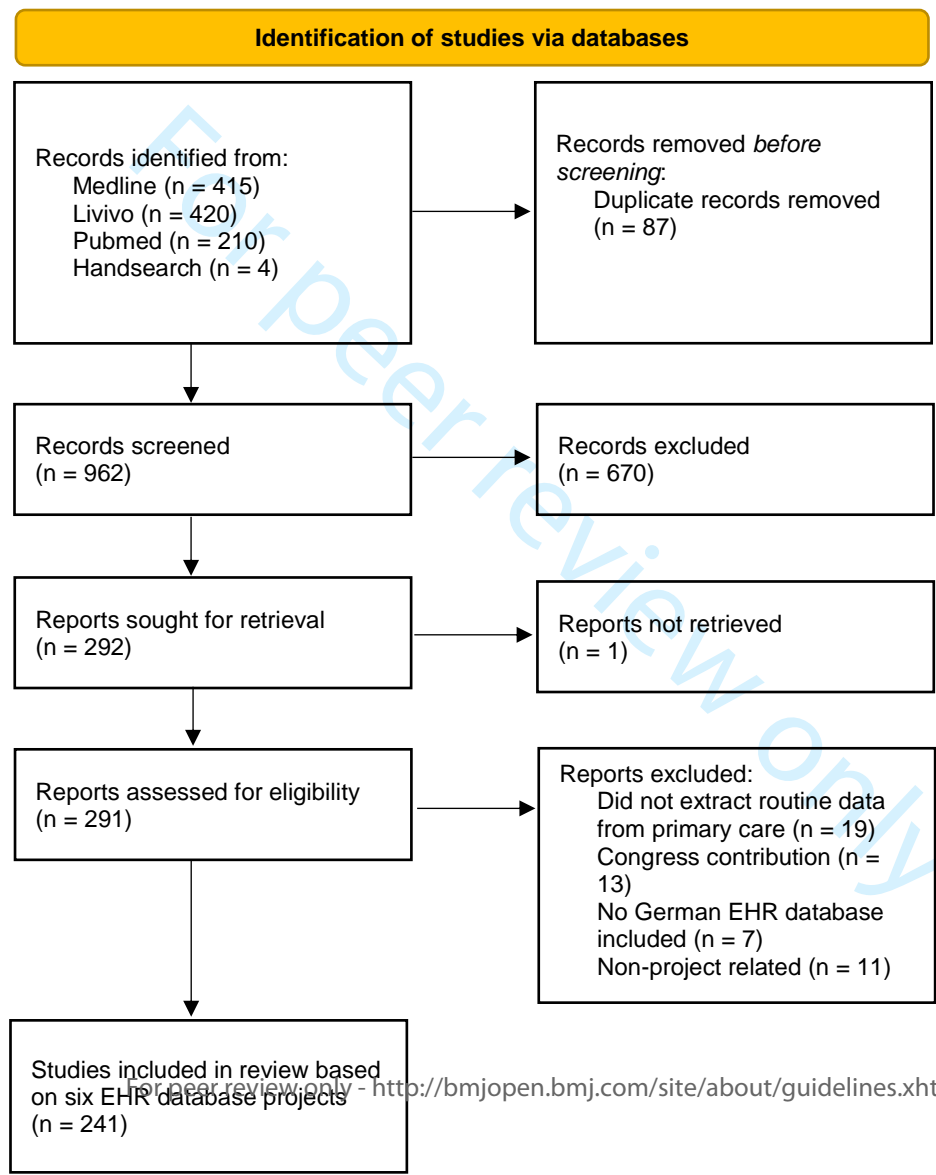 Identification of studies via databases
Records identified from:
Medline (n = 415)
Livivo (n = 420)
Pubmed (n = 210)
Handsearch (n = 4)
Records removed before
screening:
Duplicate records removed
(n = 87)
Records screened
(n = 962)
Records excluded
(n = 670)
Reports sought for retrieval
(n = 292)
Reports not retrieved
(n = 1)
Reports assessed for eligibility
(n = 291)
Reports excluded:
Did not extract routine data
from primary care (n = 19)
Congress contribution (n =
13)
No German EHR database
included (n = 7)
Non-project related (n = 11)
Studies included in review based
on six EHR database projects
(n = 241)
For peer review only - http://bmjopen.bmj.com/site/about/guidelines.xht
For peer review only